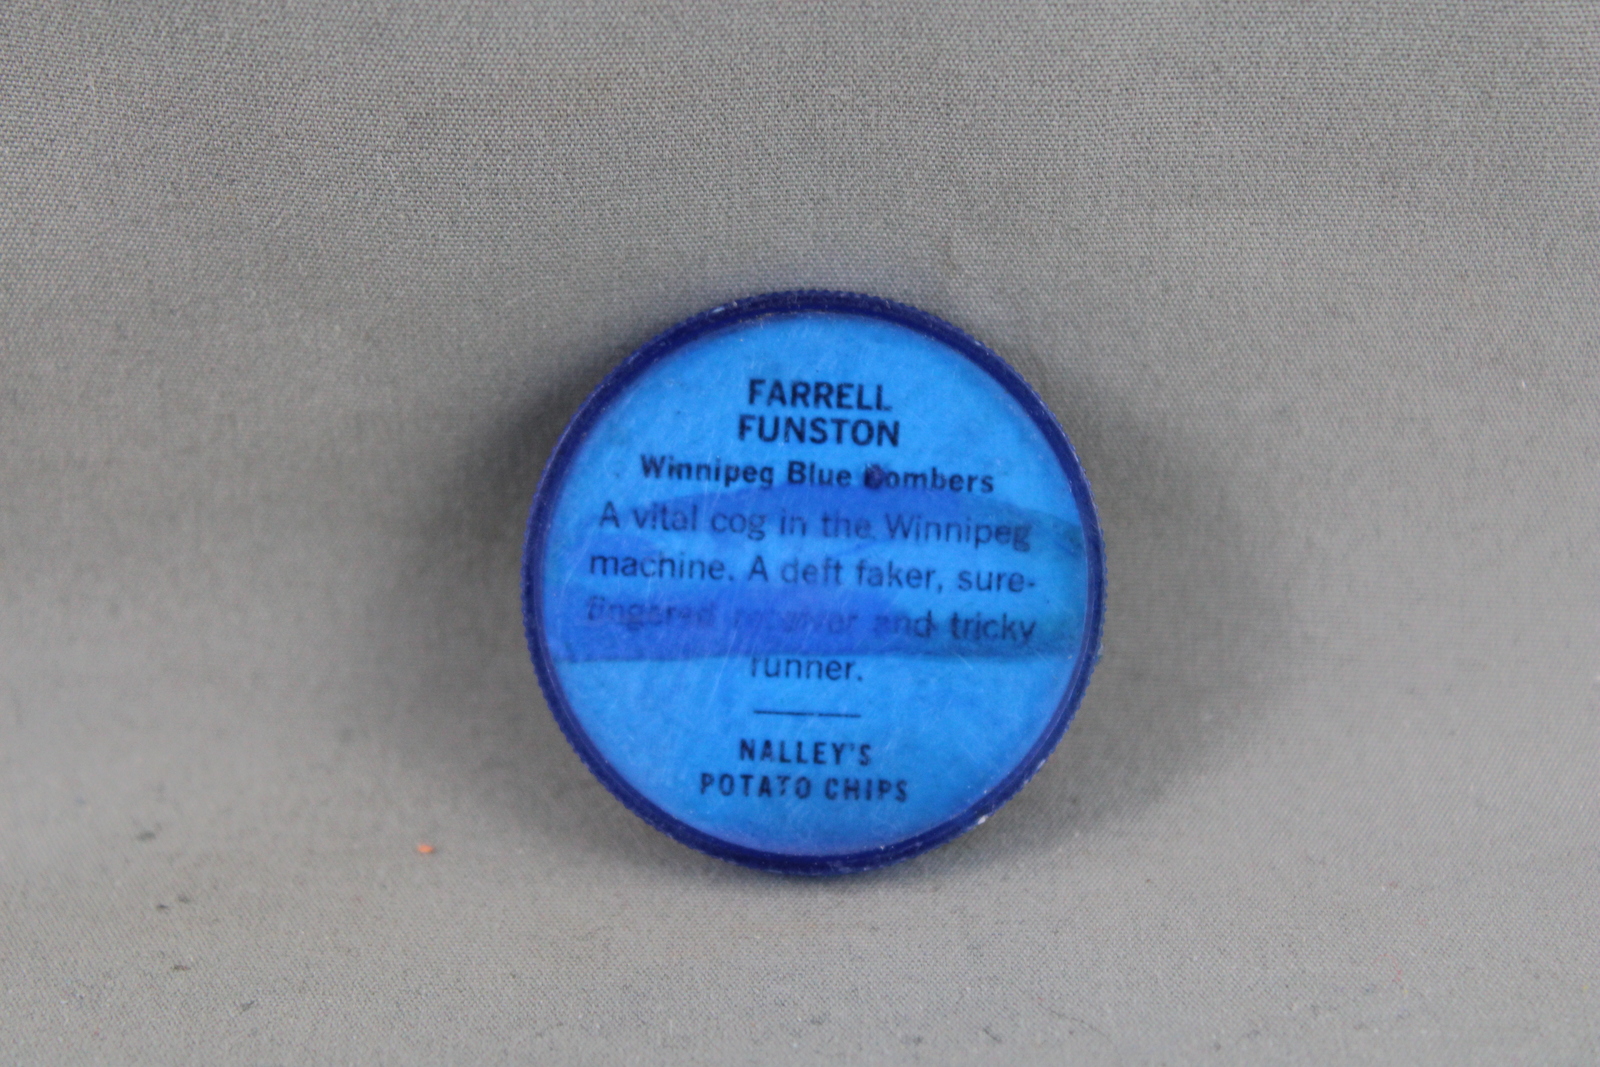 FARRELL
FUNSTON
Winnipeg Blue Bombers
A vital cog in the Winnipeg
machine. A deft faker, sure-
fingered receiver and tricky
runner.
NALLEY'S
POTATO CHIPS